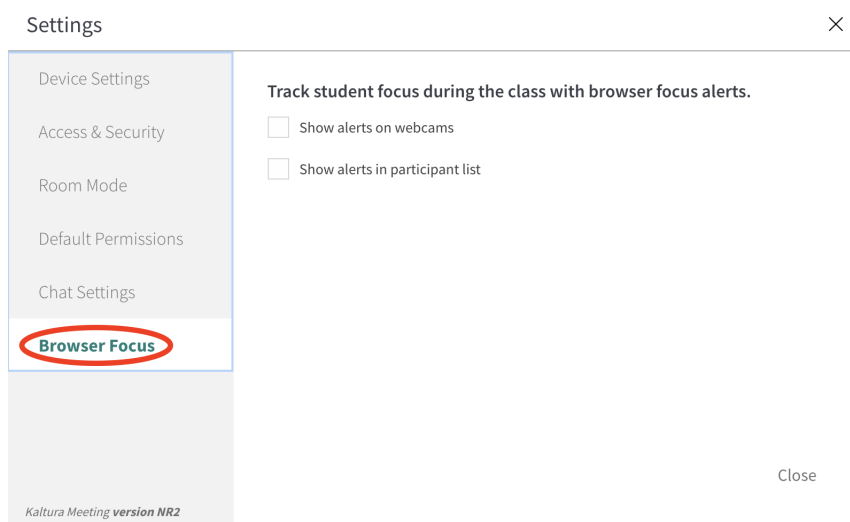 Settings
Device Settings
Access & Security
Room Mode
Default Permissions
Chat Settings
Browser Focus
Kaltura Meeting version NR2
Track student focus during the class with browser focus alerts.
Show alerts on webcams
Show alerts in participant list
Close